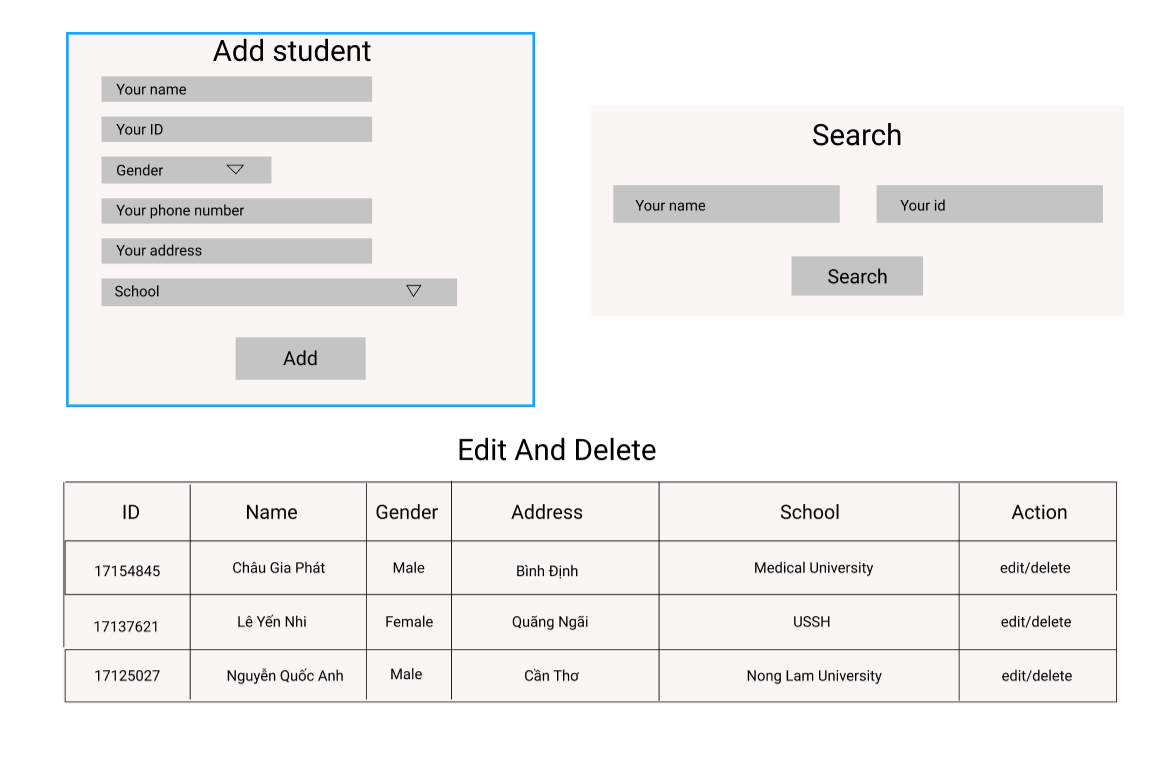 Add student
Your name
Your ID
Gender
Your phone number
Your address
School
Add
Search
Your name Your id
Search
Edit And Delete
ID Name Gender Address School Action
17154845 Châu Gia Phát Male Bình Định Medical University edit/delete
17137621 Lê Yến Nhi Female Quãng Ngãi USSH edit/delete
17125027 Nguyễn Quốc Anh Male Cần Thơ Nong Lam University edit/delete